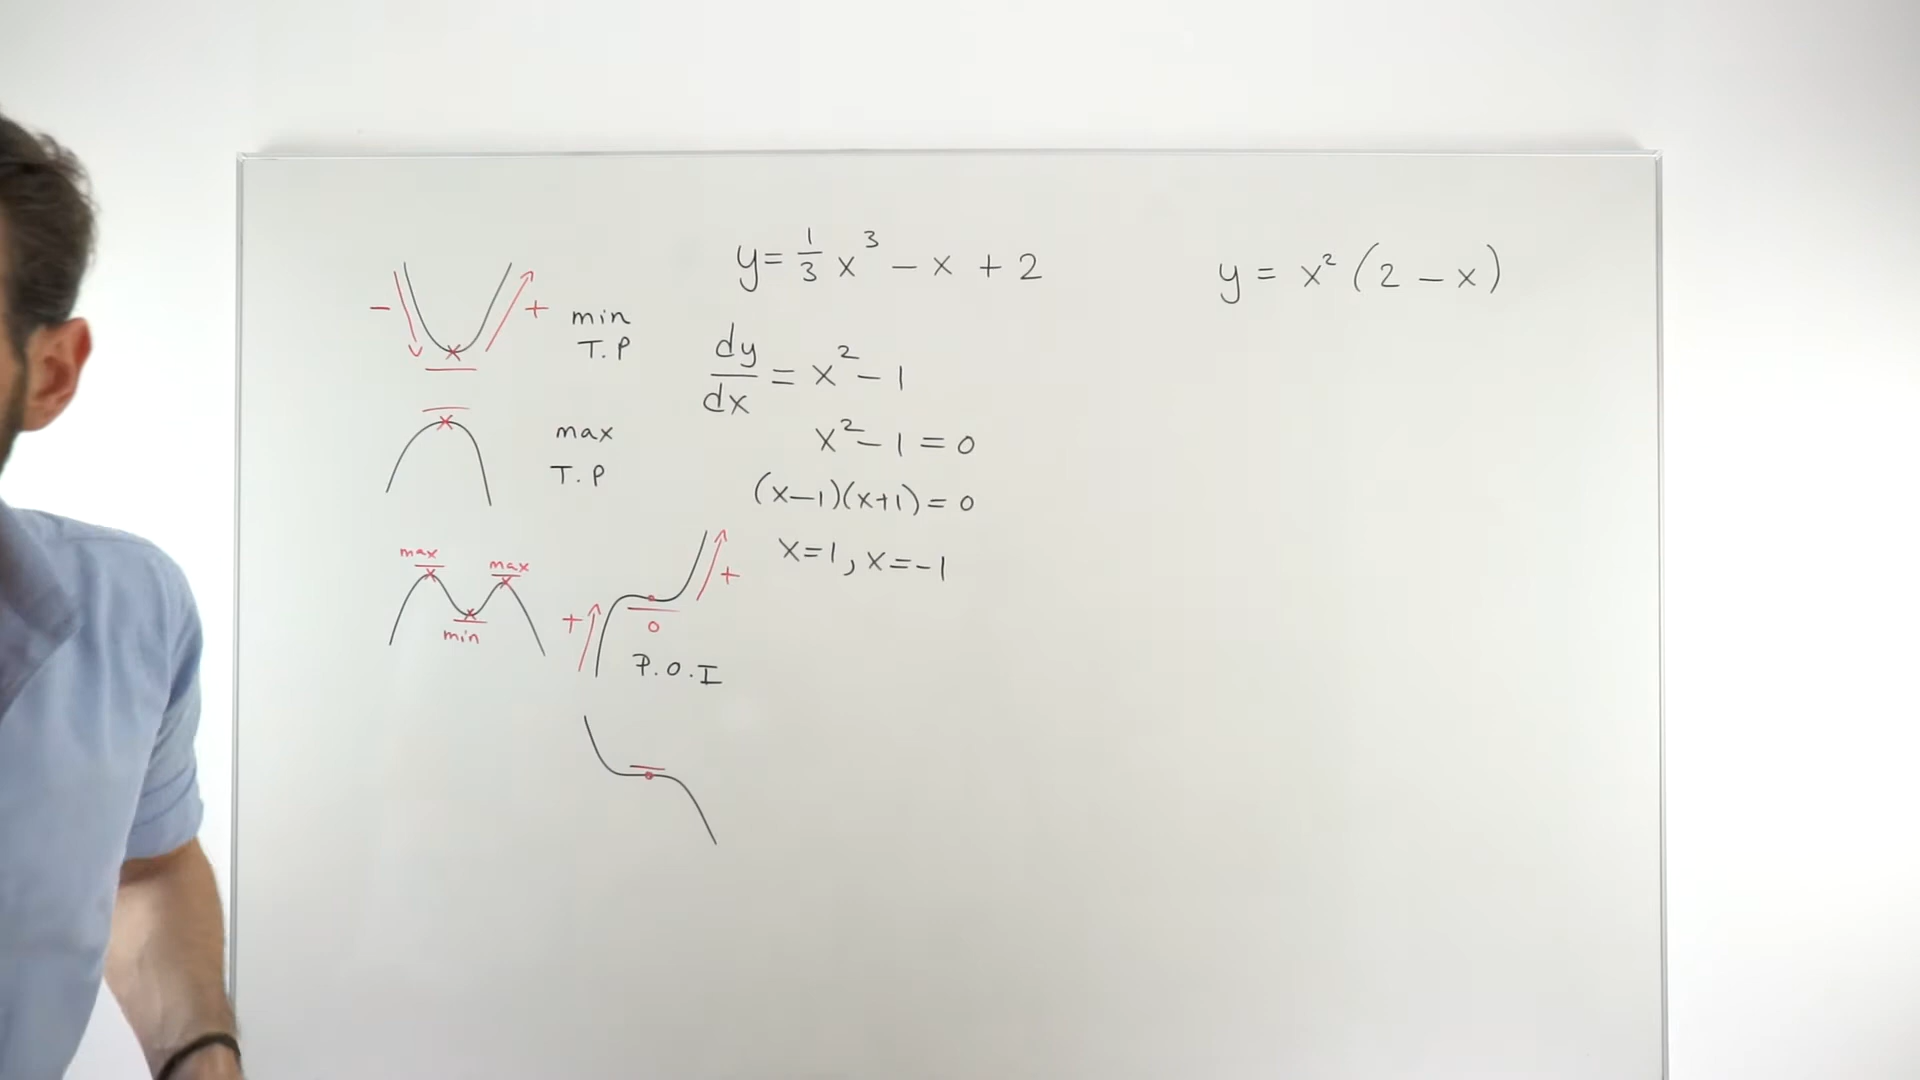 − + min
T. P
max
T. P
max max
min
+ +
0
P.O.I
y = 1/3 x³ − x + 2
dy/dx = x² − 1
x² − 1 = 0
(x−1)(x+1) = 0
x=1, x=−1
y = x² (2 − x)